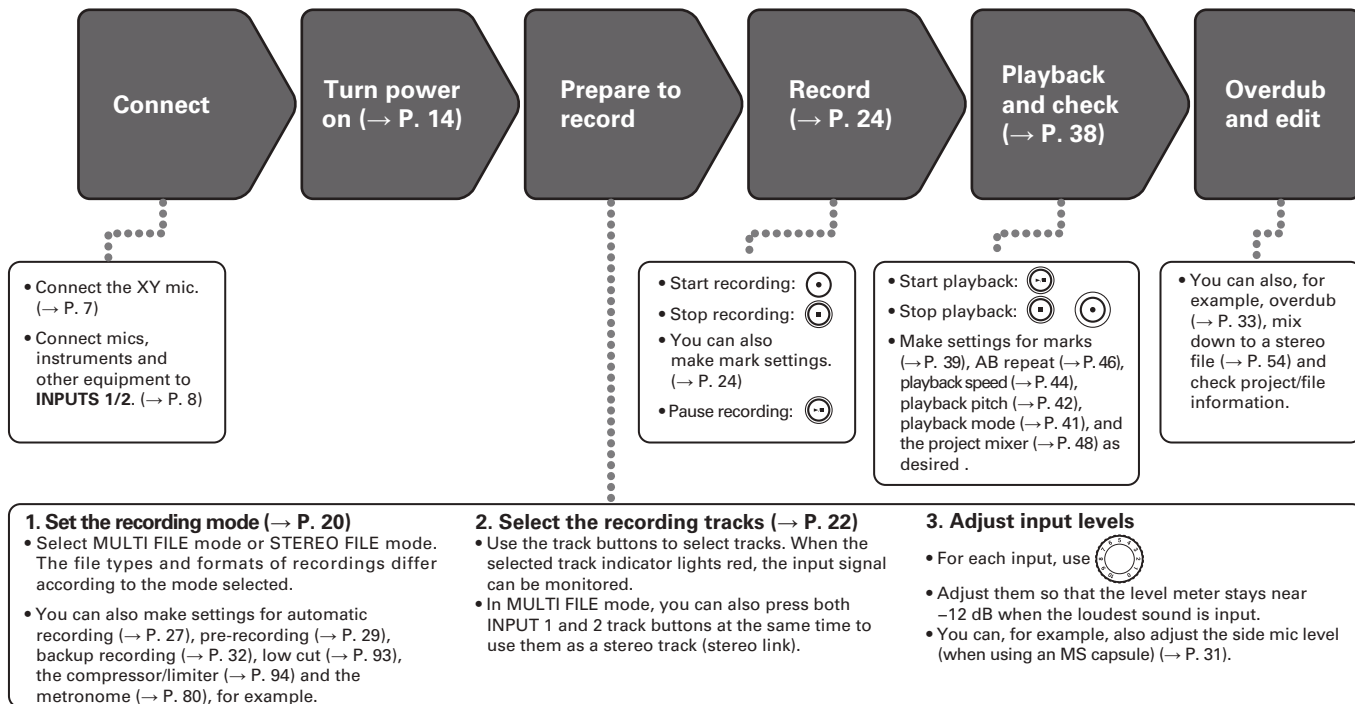 Connect
Turn power
on (→ P. 14)
Prepare to
record
Record
(→ P. 24)
Playback
and check
(→ P. 38)
Overdub
and edit
• Connect the XY mic.
(→ P. 7)
• Connect mics,
instruments and
other equipment to
INPUTS 1/2. (→ P. 8)
• Start recording:
• Stop recording:
• You can also
make mark settings.
(→ P. 24)
• Pause recording:
• Start playback:
• Stop playback:
• Make settings for marks
(→ P. 39), AB repeat (→ P. 46),
playback speed (→ P. 44),
playback pitch (→ P. 42),
playback mode (→ P. 41), and
the project mixer (→ P. 48) as
desired .
• You can also, for
example, overdub
(→ P. 33), mix
down to a stereo
file (→ P. 54) and
check project/file
information.
1. Set the recording mode (→ P. 20)
• Select MULTI FILE mode or STEREO FILE mode.
The file types and formats of recordings differ
according to the mode selected.
• You can also make settings for automatic
recording (→ P. 27), pre-recording (→ P. 29),
backup recording (→ P. 32), low cut (→ P. 93),
the compressor/limiter (→ P. 94) and the
metronome (→ P. 80), for example.
2. Select the recording tracks (→ P. 22)
• Use the track buttons to select tracks. When the
selected track indicator lights red, the input signal
can be monitored.
• In MULTI FILE mode, you can also press both
INPUT 1 and 2 track buttons at the same time to
use them as a stereo track (stereo link).
3. Adjust input levels
• For each input, use
• Adjust them so that the level meter stays near
−12 dB when the loudest sound is input.
• You can, for example, also adjust the side mic level
(when using an MS capsule) (→ P. 31).